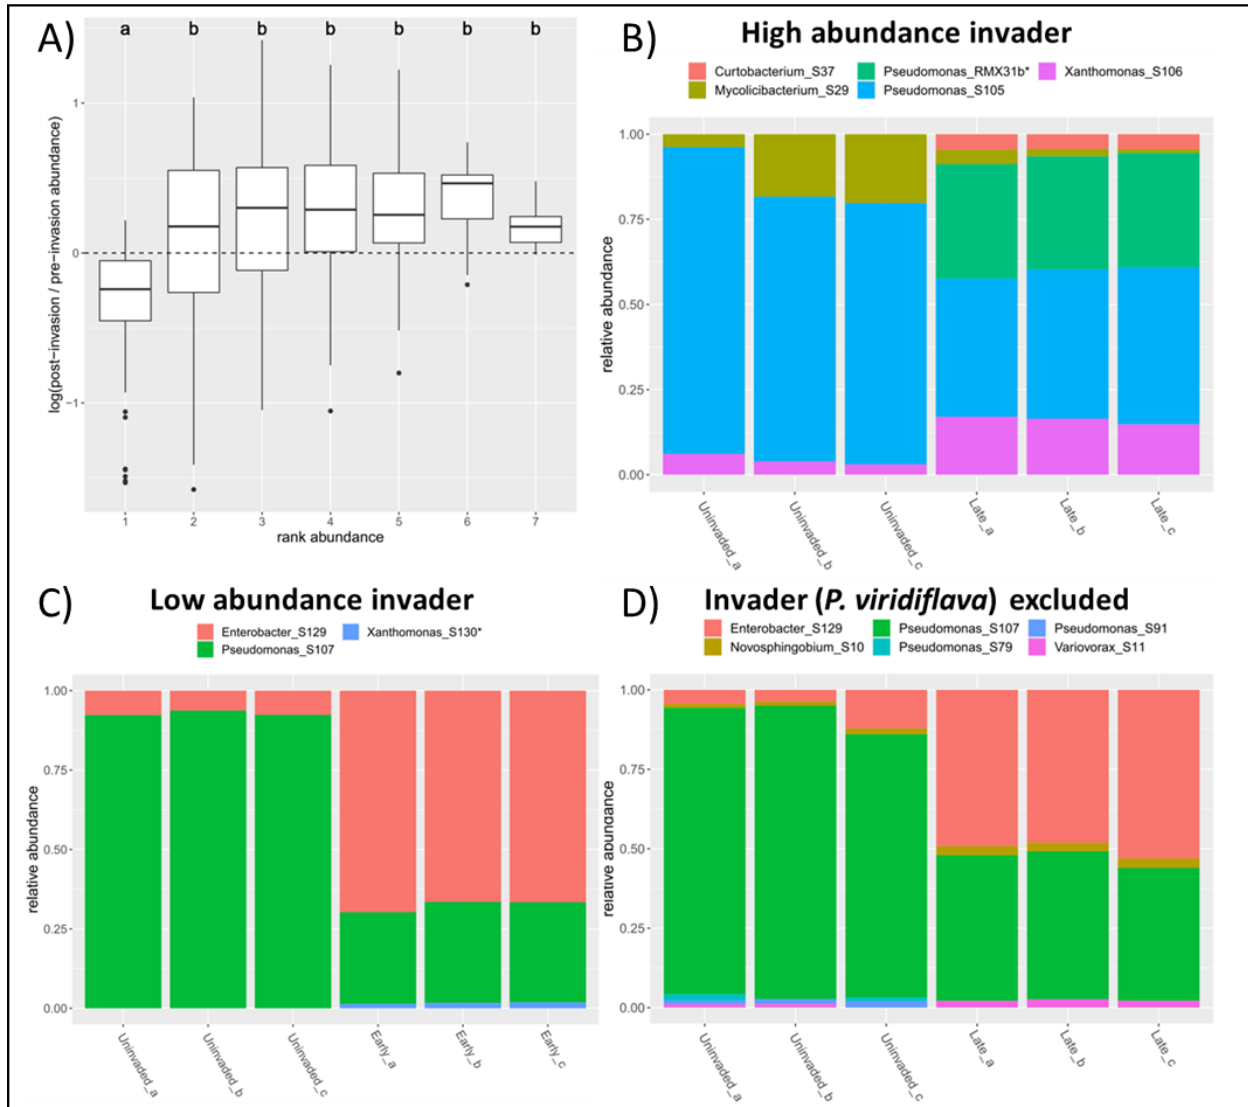 A)
a b b b b b b
log(post−invasion / pre−invasion abundance)
1
0
−1
1 2 3 4 5 6 7
rank abundance
B) High abundance invader
Curtobacterium_S37 Pseudomonas_RMX31b* Xanthomonas_S106
Mycolicibacterium_S29 Pseudomonas_S105
relative abundance
1.00
0.75
0.50
0.25
0.00
Uninvaded_a Uninvaded_b Uninvaded_c Late_a Late_b Late_c
C) Low abundance invader
Enterobacter_S129 Xanthomonas_S130*
Pseudomonas_S107
relative abundance
1.00
0.75
0.50
0.25
0.00
Uninvaded_a Uninvaded_b Uninvaded_c Early_a Early_b Early_c
D) Invader (P. viridiflava) excluded
Enterobacter_S129 Pseudomonas_S107 Pseudomonas_S91
Novosphingobium_S10 Pseudomonas_S79 Variovorax_S11
relative abundance
1.00
0.75
0.50
0.25
0.00
Uninvaded_a Uninvaded_b Uninvaded_c Late_a Late_b Late_c